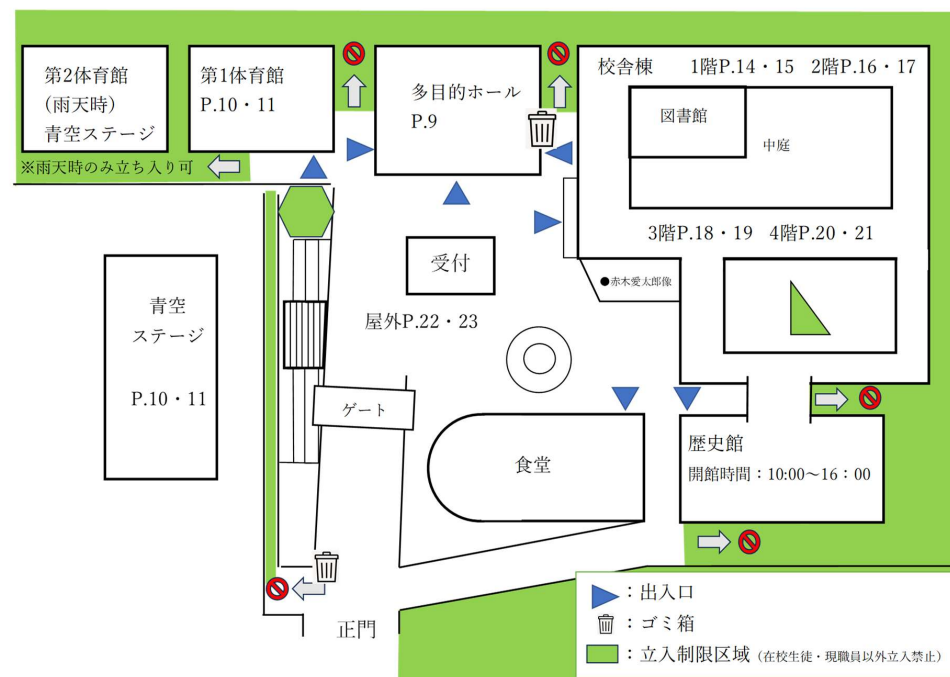 第2体育館
(雨天時)
青空ステージ
※雨天時のみ立ち入り可
第1体育館
P.10・11
多目的ホール
P.9
校舎棟　1階P.14・15　2階P.16・17
図書館
中庭
3階P.18・19　4階P.20・21
●赤木愛太郎像
受付
屋外P.22・23
青空
ステージ
P.10・11
ゲート
食堂
歴史館
開館時間：10:00～16：00
正門
：出入口
：ゴミ箱
：立入制限区域（在校生徒・現職員以外立入禁止）